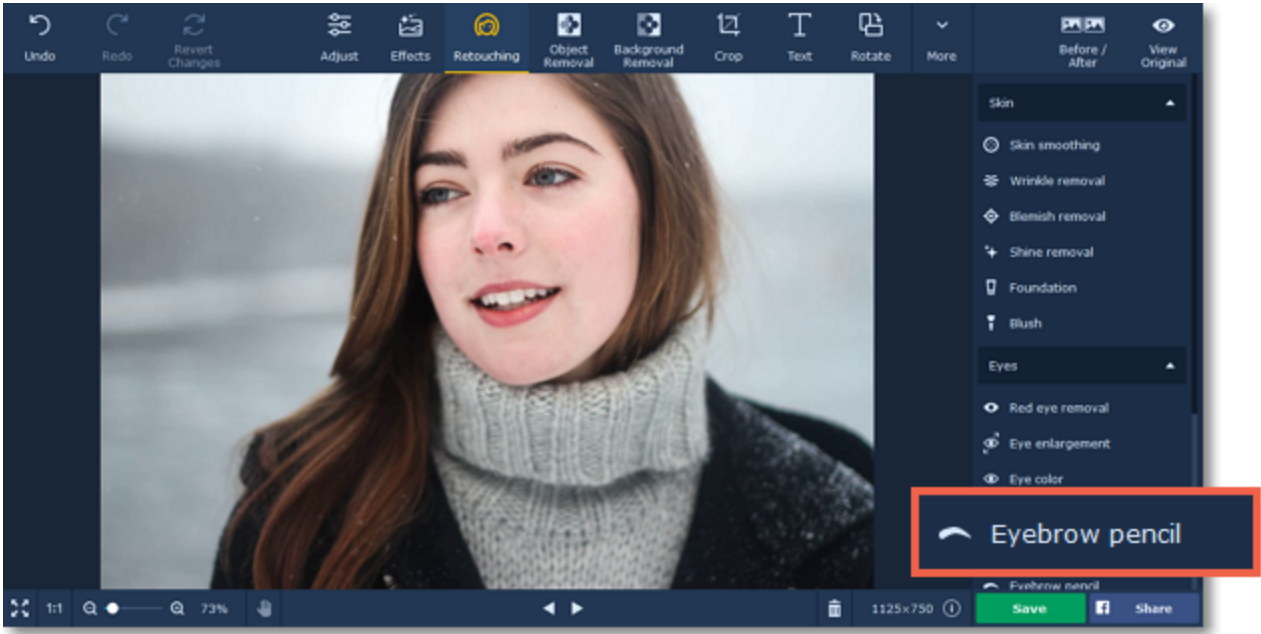 Undo
Redo
Revert
Changes
Adjust
Effects
Retouching
Object
Removal
Background
Removal
Crop
Text
Rotate
More
Before /
After
View
Original
Skin
Skin smoothing
Wrinkle removal
Blemish removal
Shine removal
Foundation
Blush
Eyes
Red eye removal
Eye enlargement
Eye color
Eyebrow pencil
Eyebrow pencil
1:1
73%
1125×750
Save
Share